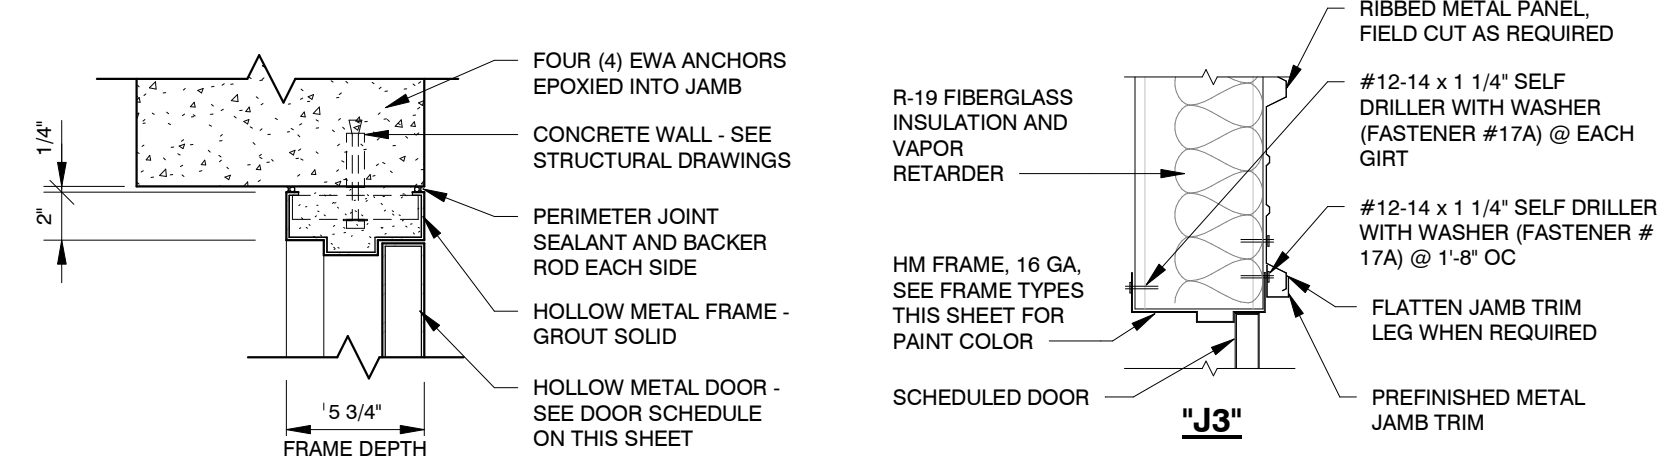 FOUR (4) EWA ANCHORS
EPOXIED INTO JAMB
CONCRETE WALL - SEE
STRUCTURAL DRAWINGS
PERIMETER JOINT
SEALANT AND BACKER
ROD EACH SIDE
HOLLOW METAL FRAME -
GROUT SOLID
HOLLOW METAL DOOR -
SEE DOOR SCHEDULE
ON THIS SHEET
1/4"
2"
5 3/4"
FRAME DEPTH
R-19 FIBERGLASS
INSULATION AND
VAPOR
RETARDER
HM FRAME, 16 GA,
SEE FRAME TYPES
THIS SHEET FOR
PAINT COLOR
SCHEDULED DOOR
"J3"
RIBBED METAL PANEL,
FIELD CUT AS REQUIRED
#12-14 x 1 1/4" SELF
DRILLER WITH WASHER
(FASTENER #17A) @ EACH
GIRT
#12-14 x 1 1/4" SELF DRILLER
WITH WASHER (FASTENER #
17A) @ 1'-8" OC
FLATTEN JAMB TRIM
LEG WHEN REQUIRED
PREFINISHED METAL
JAMB TRIM